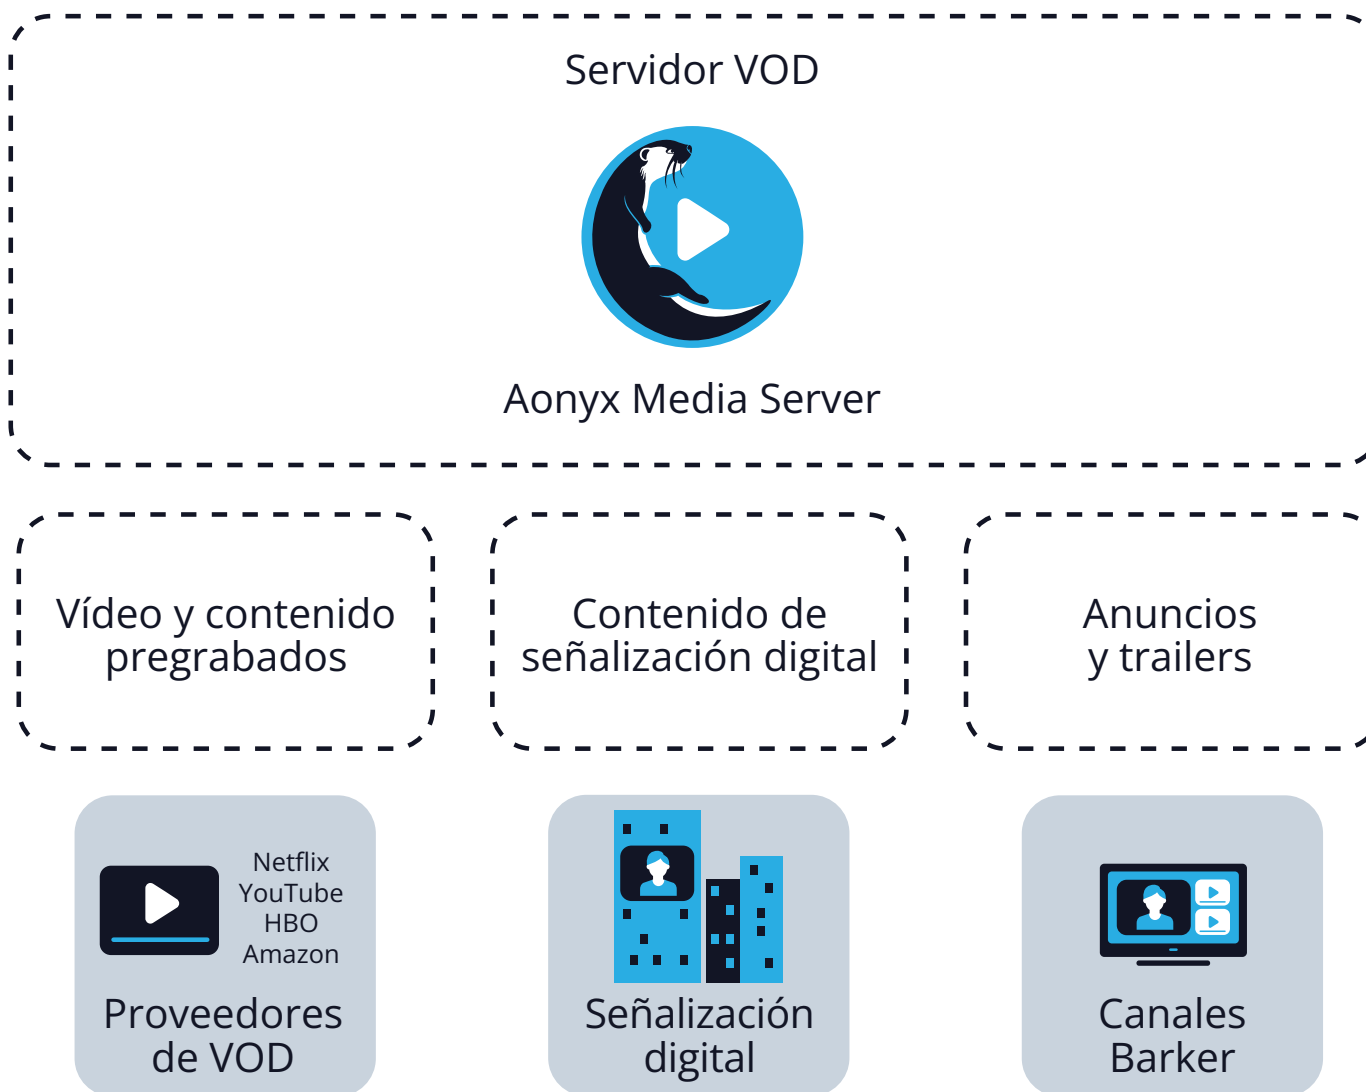 Servidor VOD
Aonyx Media Server
Vídeo y contenido
pregrabados
Contenido de
señalización digital
Anuncios
y trailers
Netflix
YouTube
HBO
Amazon
Proveedores
de VOD
Señalización
digital
Canales
Barker